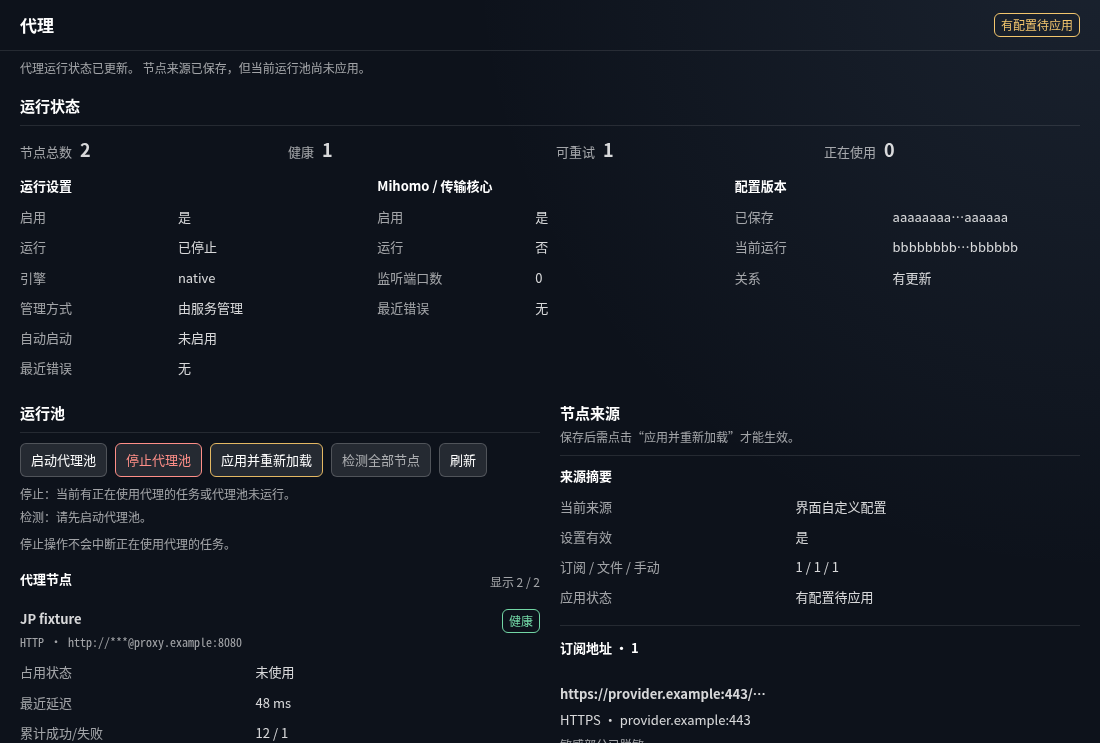 代理
有配置待应用
代理运行状态已更新。 节点来源已保存，但当前运行池尚未应用。
运行状态
节点总数 2
健康 1
可重试 1
正在使用 0
运行设置
启用 是
运行 已停止
引擎 native
管理方式 由服务管理
自动启动 未启用
最近错误 无
Mihomo / 传输核心
启用 是
运行 否
监听端口数 0
最近错误 无
配置版本
已保存 aaaaaaaa…aaaaaa
当前运行 bbbbbbbb…bbbbbb
关系 有更新
运行池
启动代理池 停止代理池 应用并重新加载 检测全部节点 刷新
停止：当前有正在使用代理的任务或代理池未运行。
检测：请先启动代理池。
停止操作不会中断正在使用代理的任务。
代理节点 显示 2 / 2
JP fixture 健康
HTTP · http://***@proxy.example:8080
占用状态 未使用
最近延迟 48 ms
累计成功/失败 12 / 1
节点来源
保存后需点击“应用并重新加载”才能生效。
来源摘要
当前来源 界面自定义配置
设置有效 是
订阅 / 文件 / 手动 1 / 1 / 1
应用状态 有配置待应用
订阅地址 · 1
https://provider.example:443/…
HTTPS · provider.example:443